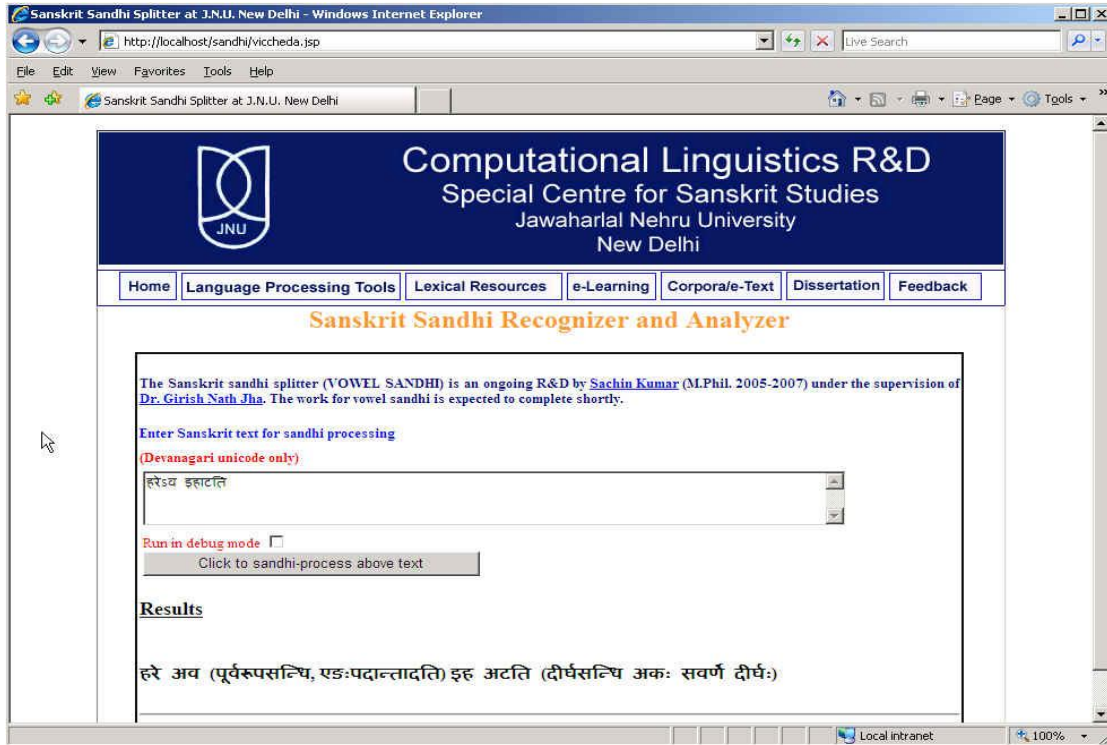 Sanskrit Sandhi Splitter at J.N.U. New Delhi - Windows Internet Explorer
http://localhost/sandhi/viccheda.jsp
Live Search
File Edit View Favorites Tools Help
Sanskrit Sandhi Splitter at J.N.U. New Delhi
Page Tools
JNU
Computational Linguistics R&D
Special Centre for Sanskrit Studies
Jawaharlal Nehru University
New Delhi
Home Language Processing Tools Lexical Resources e-Learning Corpora/e-Text Dissertation Feedback
Sanskrit Sandhi Recognizer and Analyzer
The Sanskrit sandhi splitter (VOWEL SANDHI) is an ongoing R&D by Sachin Kumar (M.Phil. 2005-2007) under the supervision of
Dr. Girish Nath Jha. The work for vowel sandhi is expected to complete shortly.
Enter Sanskrit text for sandhi processing
(Devanagari unicode only)
हरेऽव इहाटति
Run in debug mode
Click to sandhi-process above text
Results
हरे अव (पूर्वरूपसन्धि, एङःपदान्तादति) इह अटति (दीर्घसन्धि अकः सवर्णे दीर्घः)
Local intranet 100%